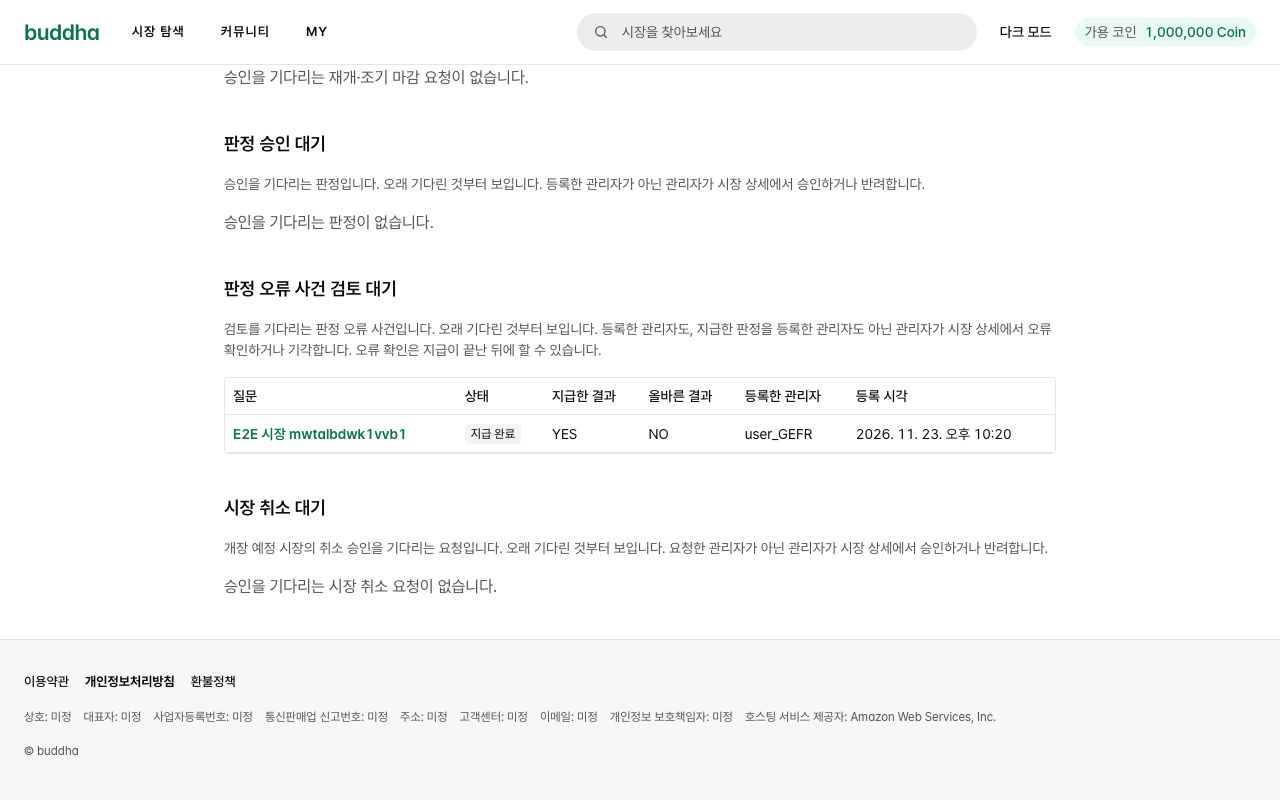 buddha
시장 탐색
커뮤니티
MY
시장을 찾아보세요
다크 모드
가용 코인 1,000,000 Coin
승인을 기다리는 재개·조기 마감 요청이 없습니다.
판정 승인 대기
승인을 기다리는 판정입니다. 오래 기다린 것부터 보입니다. 등록한 관리자가 아닌 관리자가 시장 상세에서 승인하거나 반려합니다.
승인을 기다리는 판정이 없습니다.
판정 오류 사건 검토 대기
검토를 기다리는 판정 오류 사건입니다. 오래 기다린 것부터 보입니다. 등록한 관리자도, 지급한 판정을 등록한 관리자도 아닌 관리자가 시장 상세에서 오류
확인하거나 기각합니다. 오류 확인은 지급이 끝난 뒤에 할 수 있습니다.
질문 상태 지급한 결과 올바른 결과 등록한 관리자 등록 시각
E2E 시장 mwtalbdwk1vvb1 지급 완료 YES NO user_GEFR 2026. 11. 23. 오후 10:20
시장 취소 대기
개장 예정 시장의 취소 승인을 기다리는 요청입니다. 오래 기다린 것부터 보입니다. 요청한 관리자가 아닌 관리자가 시장 상세에서 승인하거나 반려합니다.
승인을 기다리는 시장 취소 요청이 없습니다.
이용약관 개인정보처리방침 환불정책
상호: 미정 대표자: 미정 사업자등록번호: 미정 통신판매업 신고번호: 미정 주소: 미정 고객센터: 미정 이메일: 미정 개인정보 보호책임자: 미정 호스팅 서비스 제공자: Amazon Web Services, Inc.
© buddha